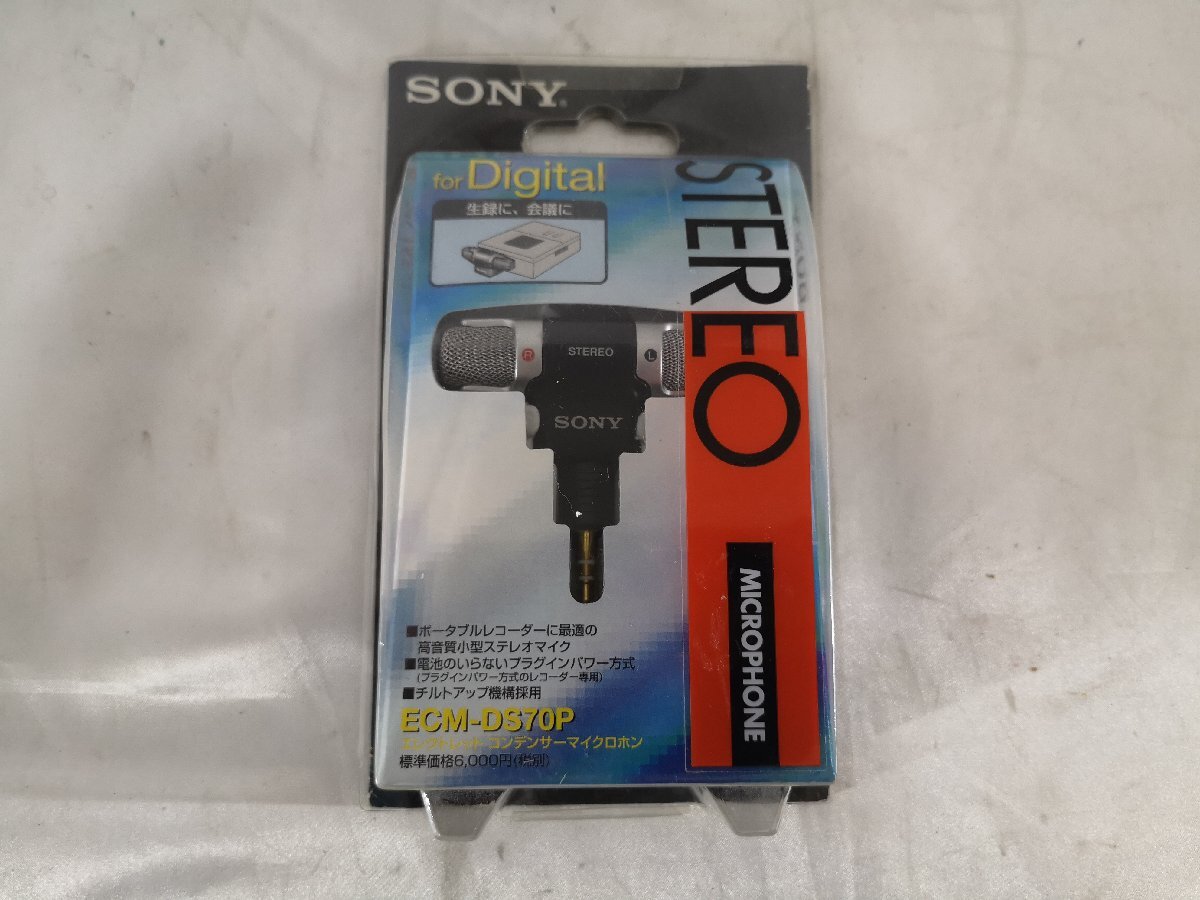 SONY
for Digital
生録に、会議に
STEREO
R
STEREO
L
SONY
MICROPHONE
■ポータブルレコーダーに最適の
高音質小型ステレオマイク
■電池のいらないプラグインパワー方式
(プラグインパワー方式のレコーダー専用)
■チルトアップ機構採用
ECM-DS70P
エレクトレット コンデンサーマイクロホン
標準価格6,000円(税別)